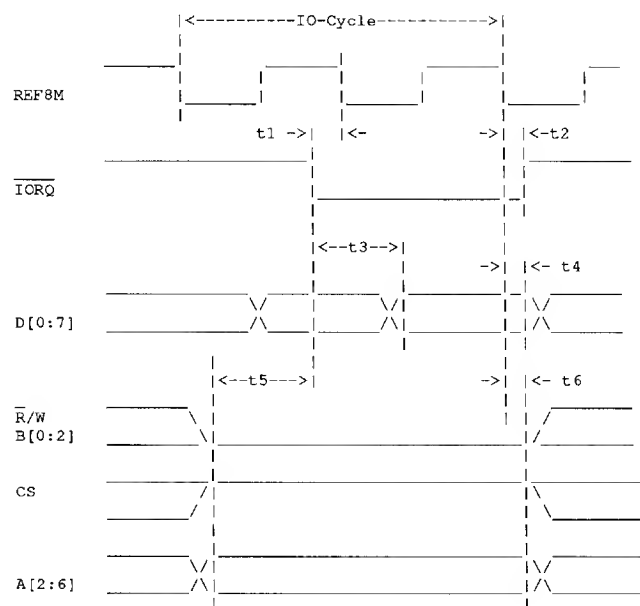 IO-Cycle
REF8M
t1
t2
IORQ
t3
t4
D[0:7]
t5
t6
R/W
B[0:2]
CS
A[2:6]